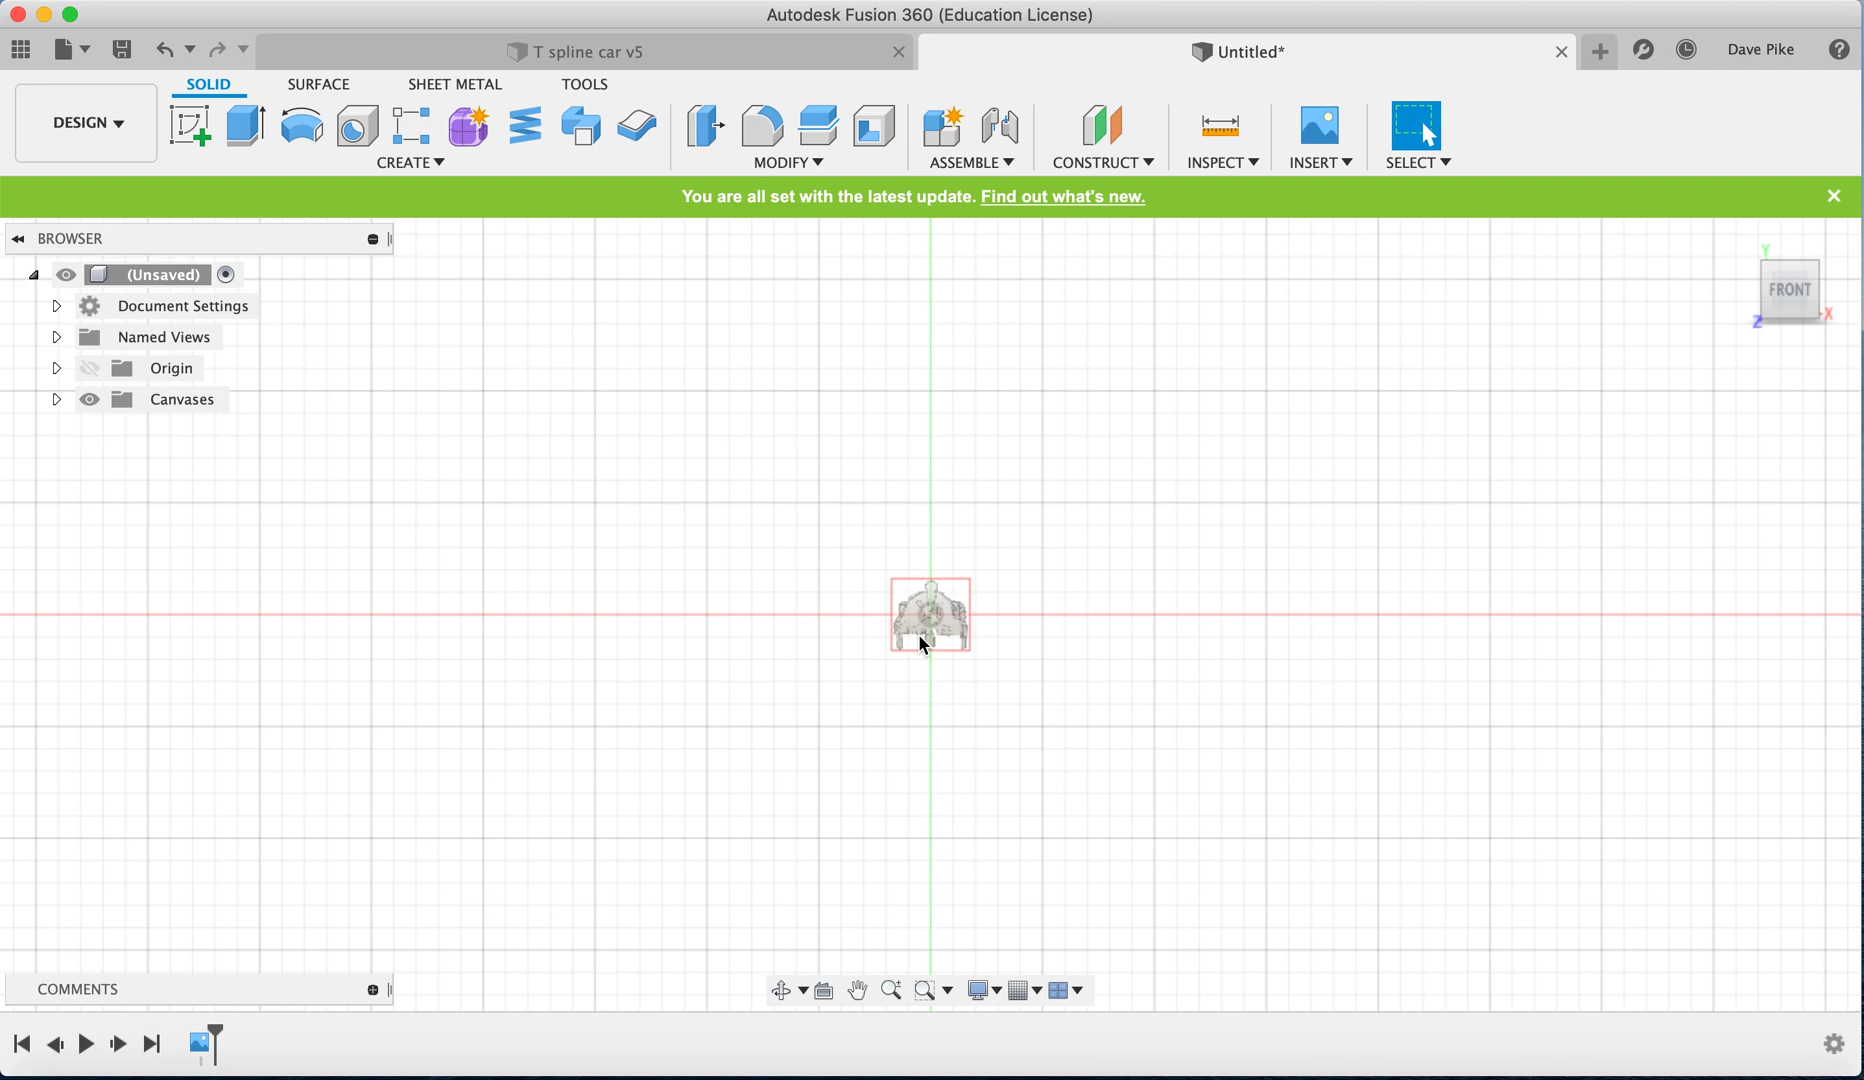 Autodesk Fusion 360 (Education License)
T spline car v5
Untitled*
Dave Pike
SOLID SURFACE SHEET METAL TOOLS
DESIGN
CREATE MODIFY ASSEMBLE CONSTRUCT INSPECT INSERT SELECT
You are all set with the latest update. Find out what's new.
BROWSER
(Unsaved)
Document Settings
Named Views
Origin
Canvases
Y
FRONT
X
Z
COMMENTS